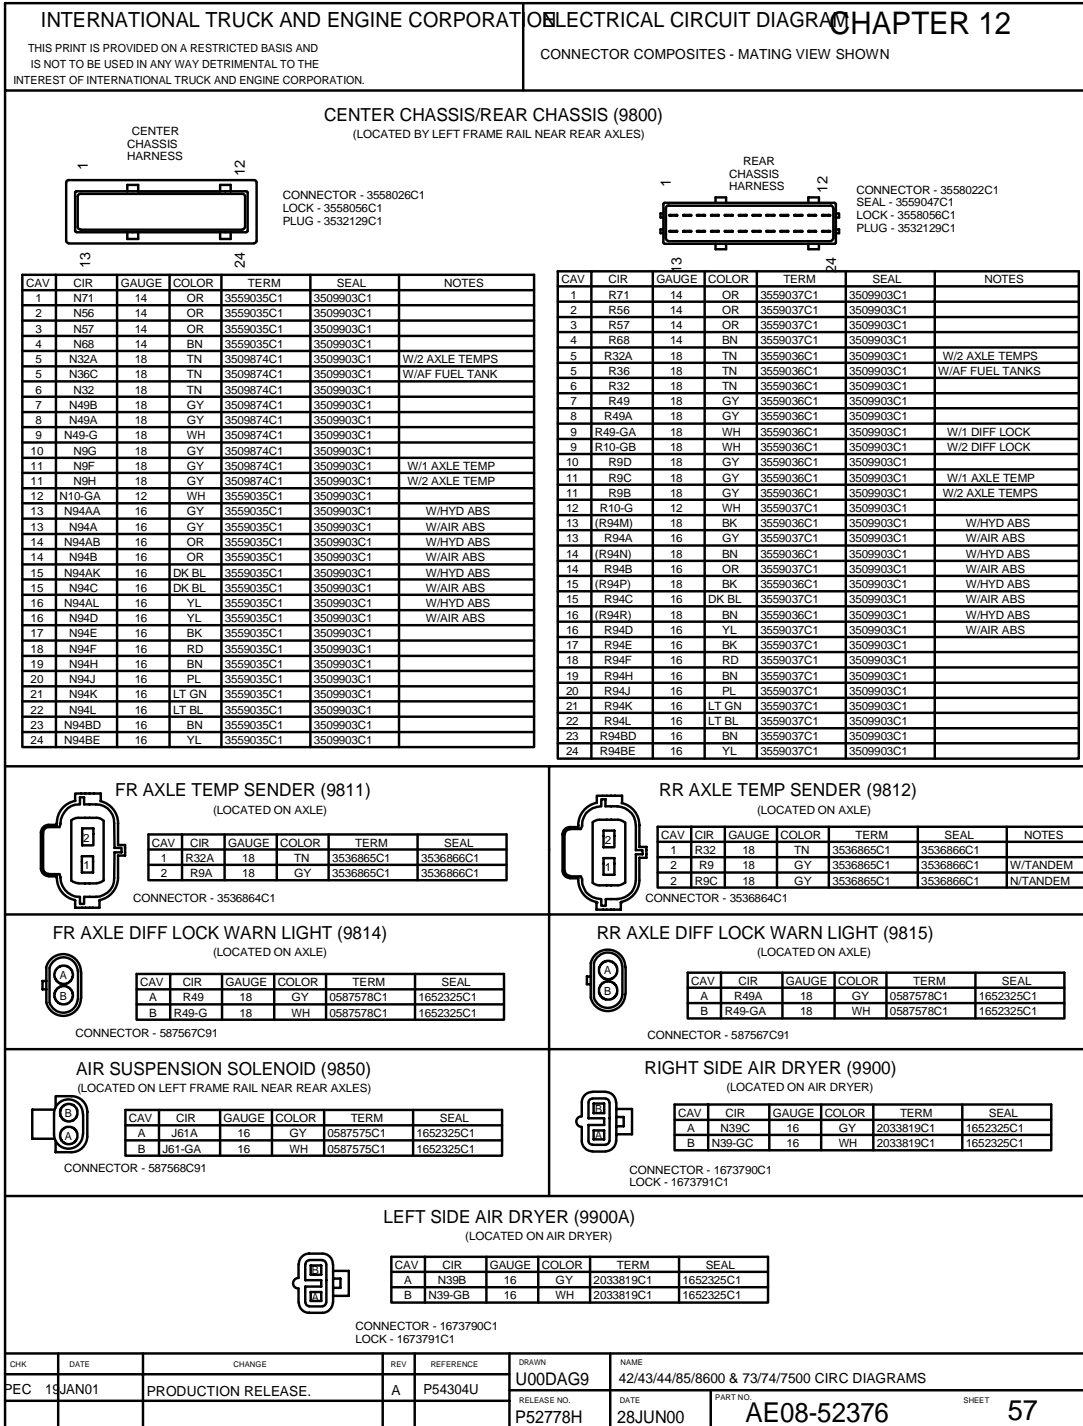 INTERNATIONAL TRUCK AND ENGINE CORPORATION
THIS PRINT IS PROVIDED ON A RESTRICTED BASIS AND
IS NOT TO BE USED IN ANY WAY DETRIMENTAL TO THE
INTEREST OF INTERNATIONAL TRUCK AND ENGINE CORPORATION.
ELECTRICAL CIRCUIT DIAGRAM
CHAPTER 12
CONNECTOR COMPOSITES - MATING VIEW SHOWN
CENTER CHASSIS/REAR CHASSIS (9800)
(LOCATED BY LEFT FRAME RAIL NEAR REAR AXLES)
CENTER
CHASSIS
HARNESS
1
12
13
24
CONNECTOR - 3558026C1
LOCK - 3558056C1
PLUG - 3532129C1
CAV CIR GAUGE COLOR TERM SEAL NOTES
1 N71 14 OR 3559035C1 3509903C1
2 N56 14 OR 3559035C1 3509903C1
3 N57 14 OR 3559035C1 3509903C1
4 N68 14 BN 3559035C1 3509903C1
5 N32A 18 TN 3509874C1 3509903C1 W/2 AXLE TEMPS
5 N36C 18 TN 3509874C1 3509903C1 W/AF FUEL TANK
6 N32 18 TN 3509874C1 3509903C1
7 N49B 18 GY 3509874C1 3509903C1
8 N49A 18 GY 3509874C1 3509903C1
9 N49-G 18 WH 3509874C1 3509903C1
10 N9G 18 GY 3509874C1 3509903C1
11 N9F 18 GY 3509874C1 3509903C1 W/1 AXLE TEMP
11 N9H 18 GY 3509874C1 3509903C1 W/2 AXLE TEMP
12 N10-GA 12 WH 3559035C1 3509903C1
13 N94AA 16 GY 3559035C1 3509903C1 W/HYD ABS
13 N94A 16 GY 3559035C1 3509903C1 W/AIR ABS
14 N94AB 16 OR 3559035C1 3509903C1 W/HYD ABS
14 N94B 16 OR 3559035C1 3509903C1 W/AIR ABS
15 N94AK 16 DK BL 3559035C1 3509903C1 W/HYD ABS
15 N94C 16 DK BL 3559035C1 3509903C1 W/AIR ABS
16 N94AL 16 YL 3559035C1 3509903C1 W/HYD ABS
16 N94D 16 YL 3559035C1 3509903C1 W/AIR ABS
17 N94E 16 BK 3559035C1 3509903C1
18 N94F 16 RD 3559035C1 3509903C1
19 N94H 16 BN 3559035C1 3509903C1
20 N94J 16 PL 3559035C1 3509903C1
21 N94K 16 LT GN 3559035C1 3509903C1
22 N94L 16 LT BL 3559035C1 3509903C1
23 N94BD 16 BN 3559035C1 3509903C1
24 N94BE 16 YL 3559035C1 3509903C1
REAR
CHASSIS
HARNESS
1
12
13
24
CONNECTOR - 3558022C1
SEAL - 3559047C1
LOCK - 3558056C1
PLUG - 3532129C1
CAV CIR GAUGE COLOR TERM SEAL NOTES
1 R71 14 OR 3559037C1 3509903C1
2 R56 14 OR 3559037C1 3509903C1
3 R57 14 OR 3559037C1 3509903C1
4 R68 14 BN 3559037C1 3509903C1
5 R32A 18 TN 3559036C1 3509903C1 W/2 AXLE TEMPS
5 R36 18 TN 3559036C1 3509903C1 W/AF FUEL TANKS
6 R32 18 TN 3559036C1 3509903C1
7 R49 18 GY 3559036C1 3509903C1
8 R49A 18 GY 3559036C1 3509903C1
9 R49-GA 18 WH 3559036C1 3509903C1 W/1 DIFF LOCK
9 R10-GB 18 WH 3559036C1 3509903C1 W/2 DIFF LOCK
10 R9D 18 GY 3559036C1 3509903C1
11 R9C 18 GY 3559036C1 3509903C1 W/1 AXLE TEMP
11 R9B 18 GY 3559036C1 3509903C1 W/2 AXLE TEMPS
12 R10-G 12 WH 3559037C1 3509903C1
13 (R94M) 18 BK 3559036C1 3509903C1 W/HYD ABS
13 R94A 16 GY 3559037C1 3509903C1 W/AIR ABS
14 (R94N) 18 BN 3559036C1 3509903C1 W/HYD ABS
14 R94B 16 OR 3559037C1 3509903C1 W/AIR ABS
15 (R94P) 18 BK 3559036C1 3509903C1 W/HYD ABS
15 R94C 16 DK BL 3559037C1 3509903C1 W/AIR ABS
16 (R94R) 18 BN 3559036C1 3509903C1 W/HYD ABS
16 R94D 16 YL 3559037C1 3509903C1 W/AIR ABS
17 R94E 16 BK 3559037C1 3509903C1
18 R94F 16 RD 3559037C1 3509903C1
19 R94H 16 BN 3559037C1 3509903C1
20 R94J 16 PL 3559037C1 3509903C1
21 R94K 16 LT GN 3559037C1 3509903C1
22 R94L 16 LT BL 3559037C1 3509903C1
23 R94BD 16 BN 3559037C1 3509903C1
24 R94BE 16 YL 3559037C1 3509903C1
FR AXLE TEMP SENDER (9811)
(LOCATED ON AXLE)
2
1
CAV CIR GAUGE COLOR TERM SEAL
1 R32A 18 TN 3536865C1 3536866C1
2 R9A 18 GY 3536865C1 3536866C1
CONNECTOR - 3536864C1
RR AXLE TEMP SENDER (9812)
(LOCATED ON AXLE)
2
1
CAV CIR GAUGE COLOR TERM SEAL NOTES
1 R32 18 TN 3536865C1 3536866C1
2 R9 18 GY 3536865C1 3536866C1 W/TANDEM
2 R9C 18 GY 3536865C1 3536866C1 N/TANDEM
CONNECTOR - 3536864C1
FR AXLE DIFF LOCK WARN LIGHT (9814)
(LOCATED ON AXLE)
A
B
CAV CIR GAUGE COLOR TERM SEAL
A R49 18 GY 0587578C1 1652325C1
B R49-G 18 WH 0587578C1 1652325C1
CONNECTOR - 587567C91
RR AXLE DIFF LOCK WARN LIGHT (9815)
(LOCATED ON AXLE)
A
B
CAV CIR GAUGE COLOR TERM SEAL
A R49A 18 GY 0587578C1 1652325C1
B R49-GA 18 WH 0587578C1 1652325C1
CONNECTOR - 587567C91
AIR SUSPENSION SOLENOID (9850)
(LOCATED ON LEFT FRAME RAIL NEAR REAR AXLES)
B
A
CAV CIR GAUGE COLOR TERM SEAL
A J61A 16 GY 0587575C1 1652325C1
B J61-GA 16 WH 0587575C1 1652325C1
CONNECTOR - 587568C91
RIGHT SIDE AIR DRYER (9900)
(LOCATED ON AIR DRYER)
B
A
CAV CIR GAUGE COLOR TERM SEAL
A N39C 16 GY 2033819C1 1652325C1
B N39-GC 16 WH 2033819C1 1652325C1
CONNECTOR - 1673790C1
LOCK - 1673791C1
LEFT SIDE AIR DRYER (9900A)
(LOCATED ON AIR DRYER)
B
A
CAV CIR GAUGE COLOR TERM SEAL
A N39B 16 GY 2033819C1 1652325C1
B N39-GB 16 WH 2033819C1 1652325C1
CONNECTOR - 1673790C1
LOCK - 1673791C1
CHK DATE CHANGE REV REFERENCE
PEC 19JAN01 PRODUCTION RELEASE. A P54304U
DRAWN
U00DAG9
NAME
42/43/44/85/8600 & 73/74/7500 CIRC DIAGRAMS
RELEASE NO.
P52778H
DATE
28JUN00
PART NO.
AE08-52376
SHEET
57